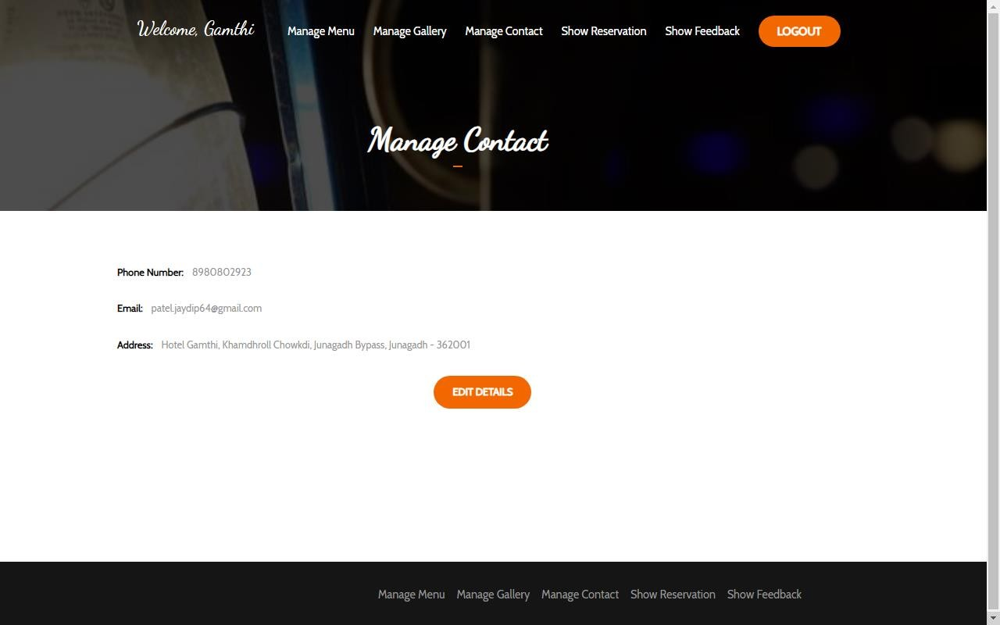 Welcome, Gamthi Manage Menu Manage Gallery Manage Contact Show Reservation Show Feedback LOGOUT
Manage Contact
Phone Number: 8980802923
Email: patel.jaydip64@gmail.com
Address: Hotel Gamthi, Khamdhroll Chowkdi, Junagadh Bypass, Junagadh - 362001
EDIT DETAILS
Manage Menu Manage Gallery Manage Contact Show Reservation Show Feedback